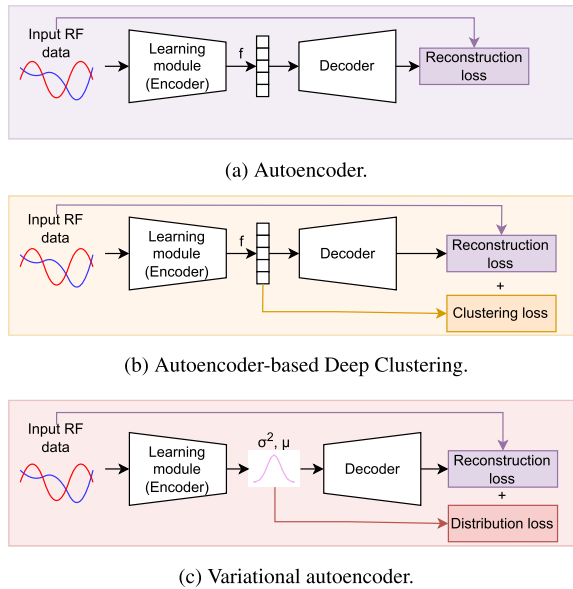 Input RF
data
Learning
module
(Encoder)
f
Decoder
Reconstruction
loss
(a) Autoencoder.
Input RF
data
Learning
module
(Encoder)
f
Decoder
Reconstruction
loss
+
Clustering loss
(b) Autoencoder-based Deep Clustering.
Input RF
data
Learning
module
(Encoder)
σ², μ
Decoder
Reconstruction
loss
+
Distribution loss
(c) Variational autoencoder.